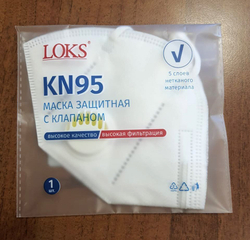 LOKS®
KN95
МАСКА ЗАЩИТНАЯ
С КЛАПАНОМ
высокое качество высокая фильтрация
5 слоев
нетканого
материала
1
шт.